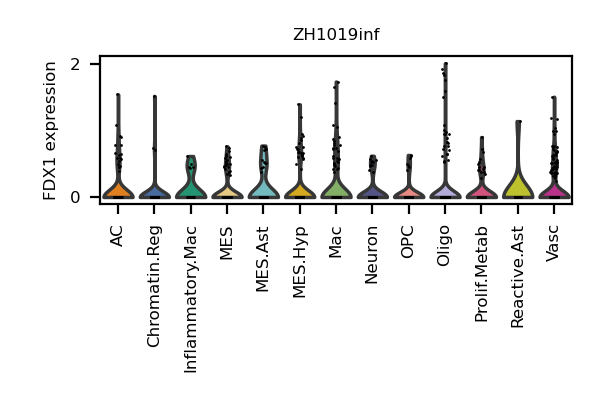 ZH1019inf
FDX1 expression
2
0
AC
Chromatin.Reg
Inflammatory.Mac
MES
MES.Ast
MES.Hyp
Mac
Neuron
OPC
Oligo
Prolif.Metab
Reactive.Ast
Vasc